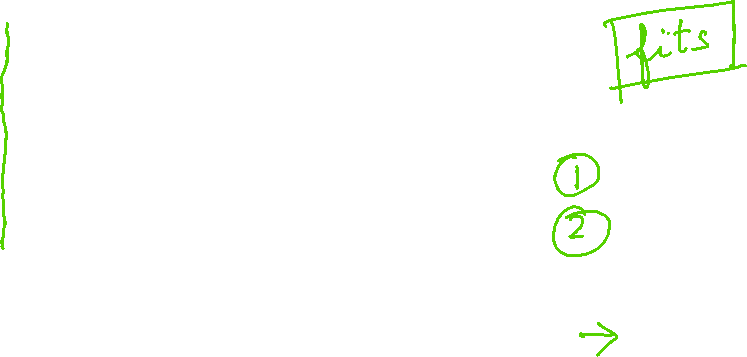 fits
①
②
→